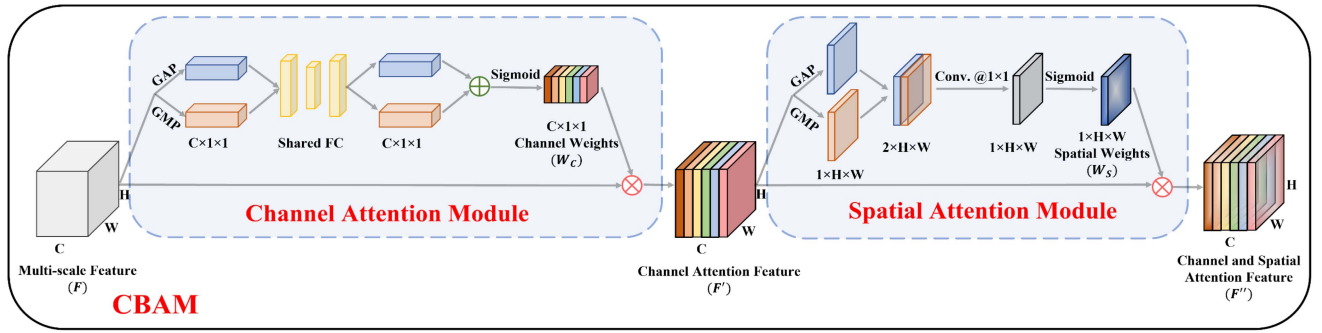 GAP
GMP
C×1×1
Shared FC
C×1×1
Sigmoid
C×1×1
Channel Weights
(W_C)
H
W
C
Multi-scale Feature
(F)
Channel Attention Module
H
W
C
Channel Attention Feature
(F′)
GAP
GMP
1×H×W
2×H×W
Conv. @1×1
1×H×W
Sigmoid
1×H×W
Spatial Weights
(W_S)
Spatial Attention Module
H
W
C
Channel and Spatial
Attention Feature
(F′′)
CBAM